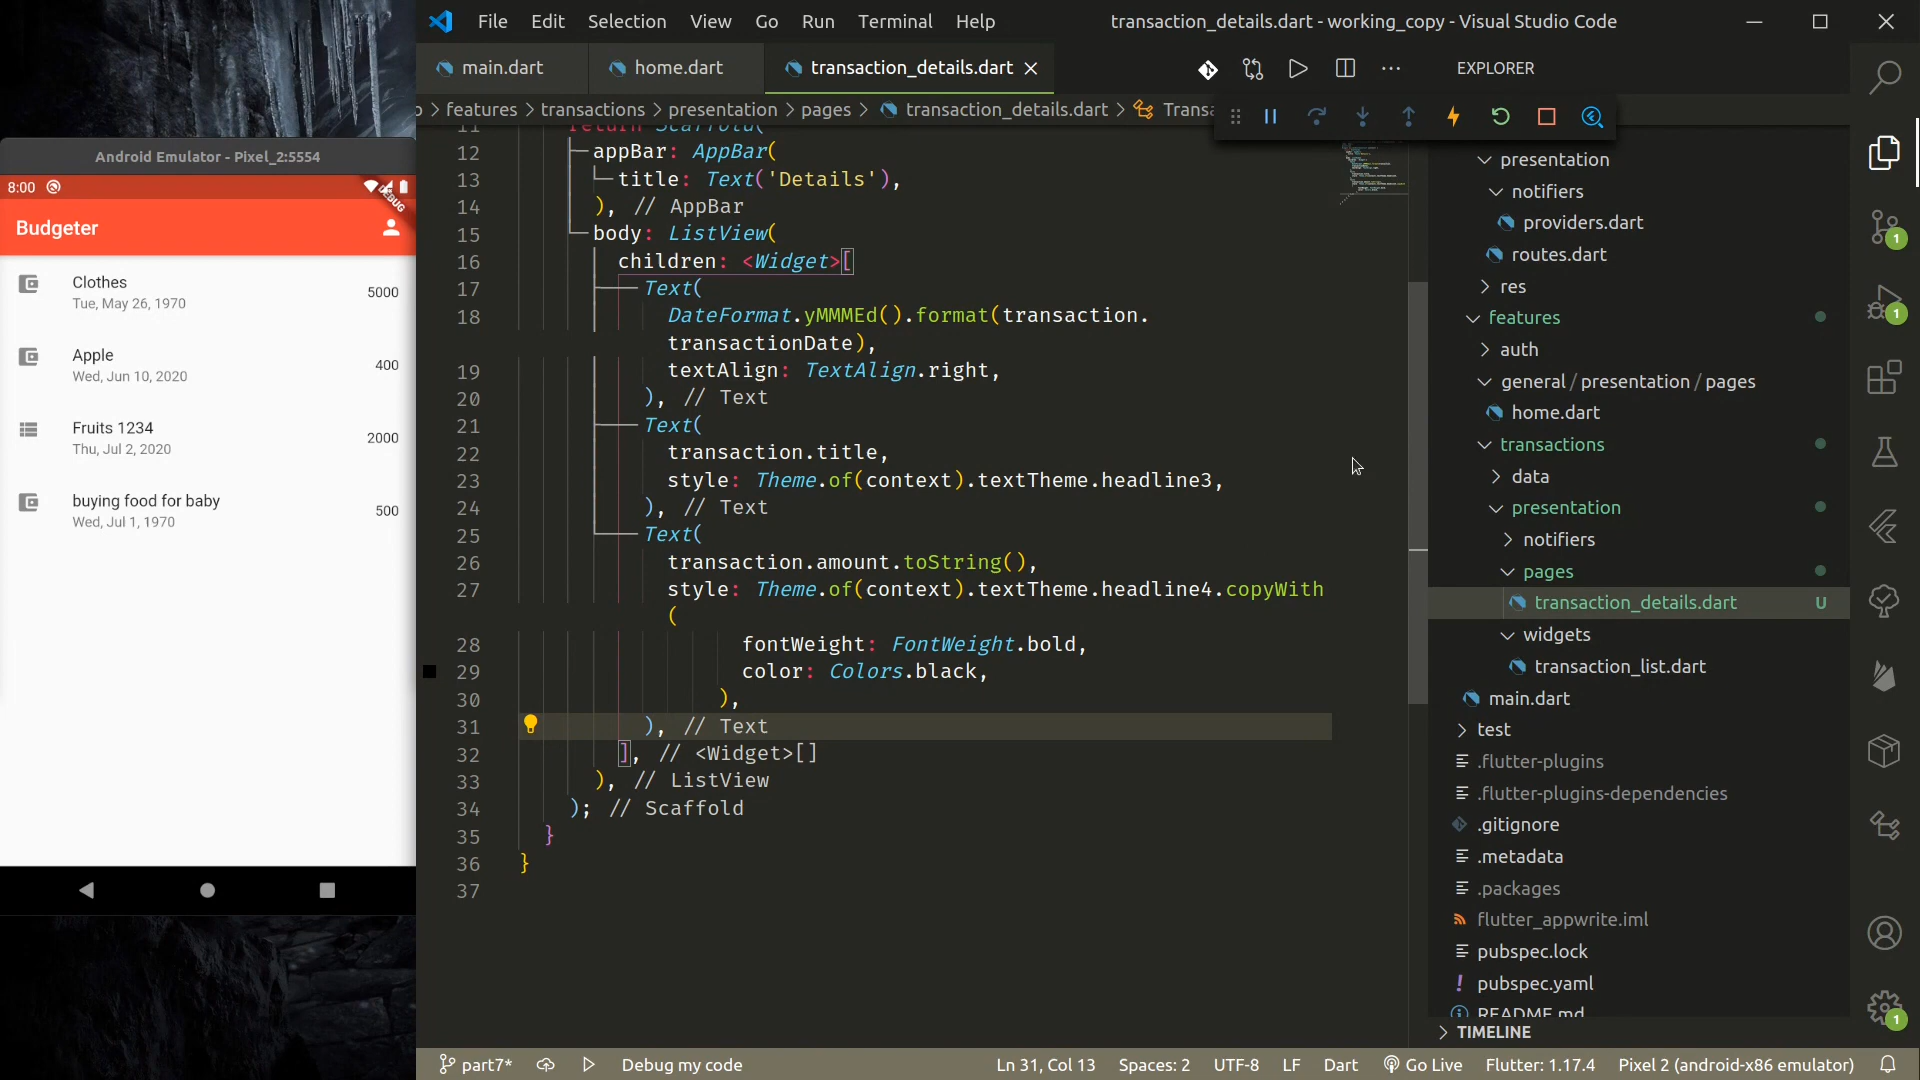 File Edit Selection View Go Run Terminal Help
transaction_details.dart - working_copy - Visual Studio Code
main.dart
home.dart
transaction_details.dart
EXPLORER
features > transactions > presentation > pages > transaction_details.dart >
Android Emulator - Pixel_2:5554
8:00
DEBUG
Budgeter
Clothes
Tue, May 26, 1970
5000
Apple
Wed, Jun 10, 2020
400
Fruits 1234
Thu, Jul 2, 2020
2000
buying food for baby
Wed, Jul 1, 1970
500
12 appBar: AppBar(
13 title: Text('Details'),
14 ), // AppBar
15 body: ListView(
16 children: <Widget>[
17 Text(
18 DateFormat.yMMMEd().format(transaction.
transactionDate),
19 textAlign: TextAlign.right,
20 ), // Text
21 Text(
22 transaction.title,
23 style: Theme.of(context).textTheme.headline3,
24 ), // Text
25 Text(
26 transaction.amount.toString(),
27 style: Theme.of(context).textTheme.headline4.copyWith
(
28 fontWeight: FontWeight.bold,
29 color: Colors.black,
30 ),
31 ), // Text
32 ], // <Widget>[]
33 ), // ListView
34 ); // Scaffold
35 }
36 }
37
presentation
notifiers
providers.dart
routes.dart
res
features
auth
general / presentation / pages
home.dart
transactions
data
presentation
notifiers
pages
transaction_details.dart U
widgets
transaction_list.dart
main.dart
test
.flutter-plugins
.flutter-plugins-dependencies
.gitignore
.metadata
.packages
flutter_appwrite.iml
pubspec.lock
pubspec.yaml
README.md
TIMELINE
1
1
1
part7*
Debug my code
Ln 31, Col 13
Spaces: 2
UTF-8
LF
Dart
Go Live
Flutter: 1.17.4
Pixel 2 (android-x86 emulator)